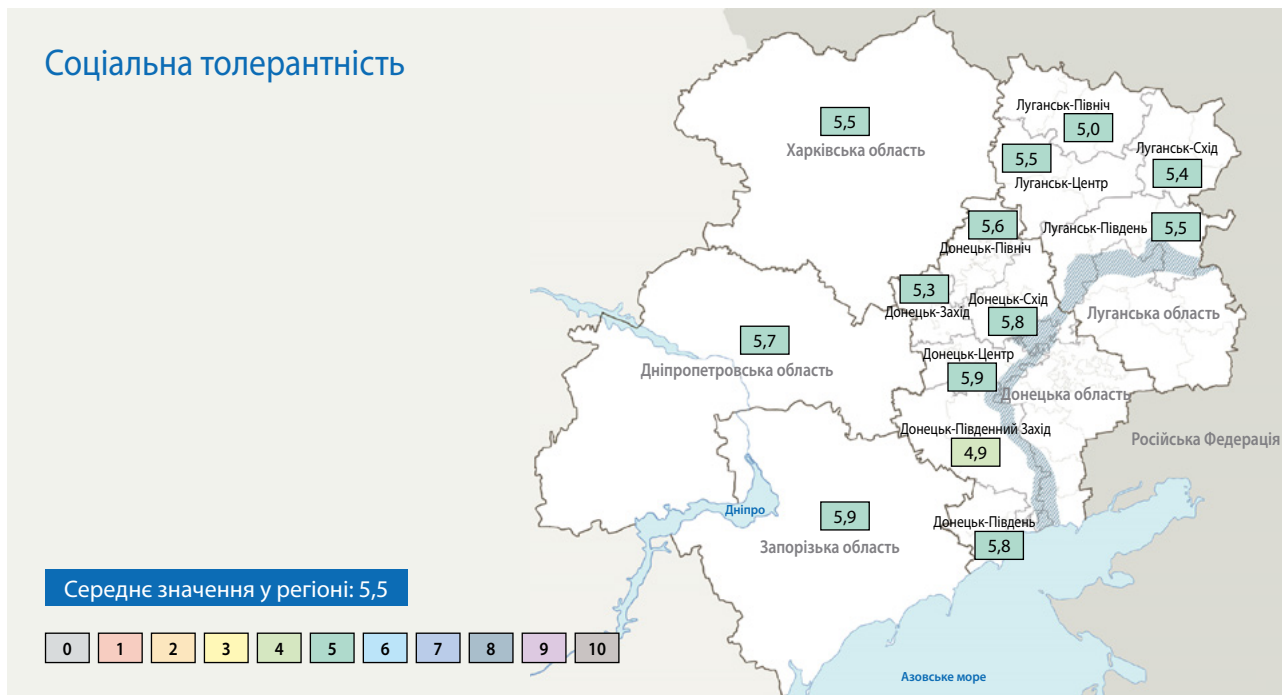 Соціальна толерантність
Луганськ-Північ
5,0
5,5
Харківська область
5,5
Луганськ-Центр
Луганськ-Схід
5,4
Луганськ-Південь
5,5
5,6
Донецьк-Північ
5,3
Донецьк-Захід
Донецьк-Схід
5,8
Луганська область
5,7
Дніпропетровська область
Донецьк-Центр
5,9
Донецька область
Донецьк-Південний Захід
4,9
Російська Федерація
Дніпро
5,9
Запорізька область
Донецьк-Південь
5,8
Середнє значення у регіоні: 5,5
0 1 2 3 4 5 6 7 8 9 10
Азовське море